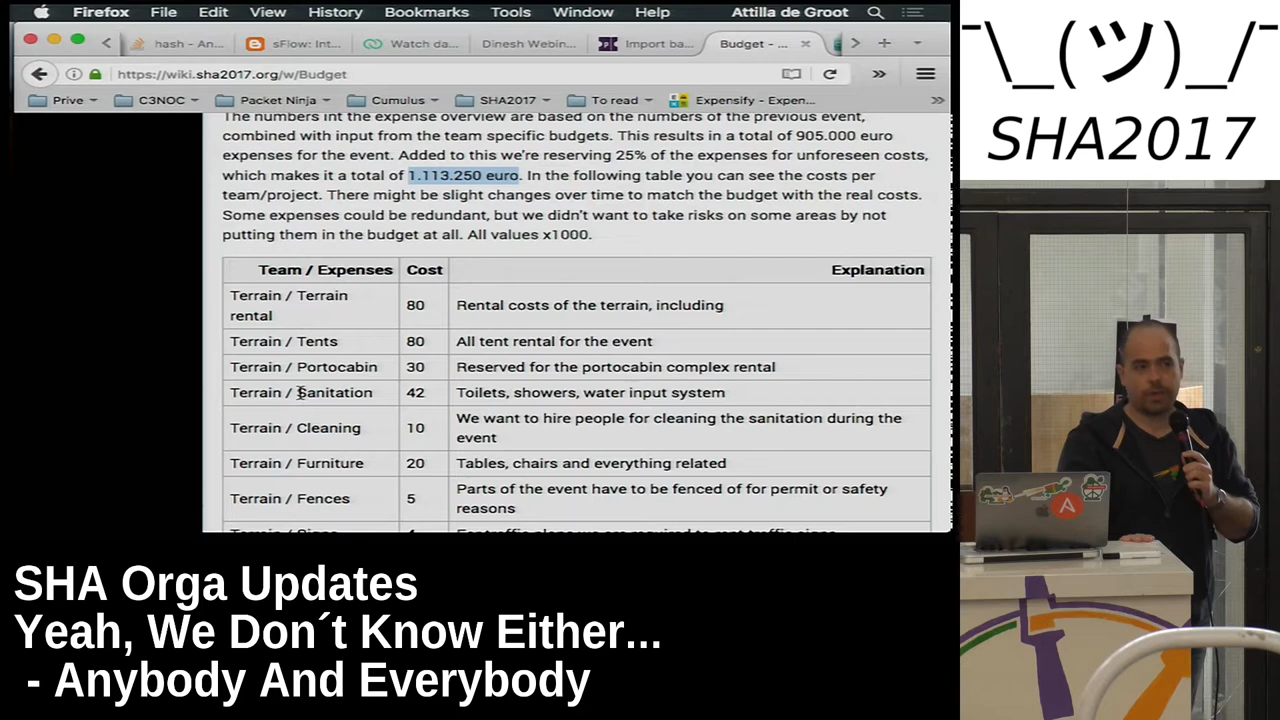 Firefox File Edit View History Bookmarks Tools Window Help Attilla de Groot
hash - An... sFlow: Int... Watch da... Dinesh Webin... Import ba... Budget - ...
https://wiki.sha2017.org/w/Budget
Prive C3NOC Packet Ninja Cumulus SHA2017 To read Expensify - Expen...
The numbers int the expense overview are based on the numbers of the previous event,
combined with input from the team specific budgets. This results in a total of 905.000 euro
expenses for the event. Added to this we're reserving 25% of the expenses for unforeseen costs,
which makes it a total of 1.113.250 euro. In the following table you can see the costs per
team/project. There might be slight changes over time to match the budget with the real costs.
Some expenses could be redundant, but we didn't want to take risks on some areas by not
putting them in the budget at all. All values x1000.
Team / Expenses Cost Explanation
Terrain / Terrain
rental
80 Rental costs of the terrain, including
Terrain / Tents 80 All tent rental for the event
Terrain / Portocabin 30 Reserved for the portocabin complex rental
Terrain / Sanitation 42 Toilets, showers, water input system
Terrain / Cleaning 10 We want to hire people for cleaning the sanitation during the
event
Terrain / Furniture 20 Tables, chairs and everything related
Terrain / Fences 5 Parts of the event have to be fenced of for permit or safety
reasons
¯\_(ツ)_/¯
SHA2017
SHA Orga Updates
Yeah, We Don´t Know Either...
- Anybody And Everybody